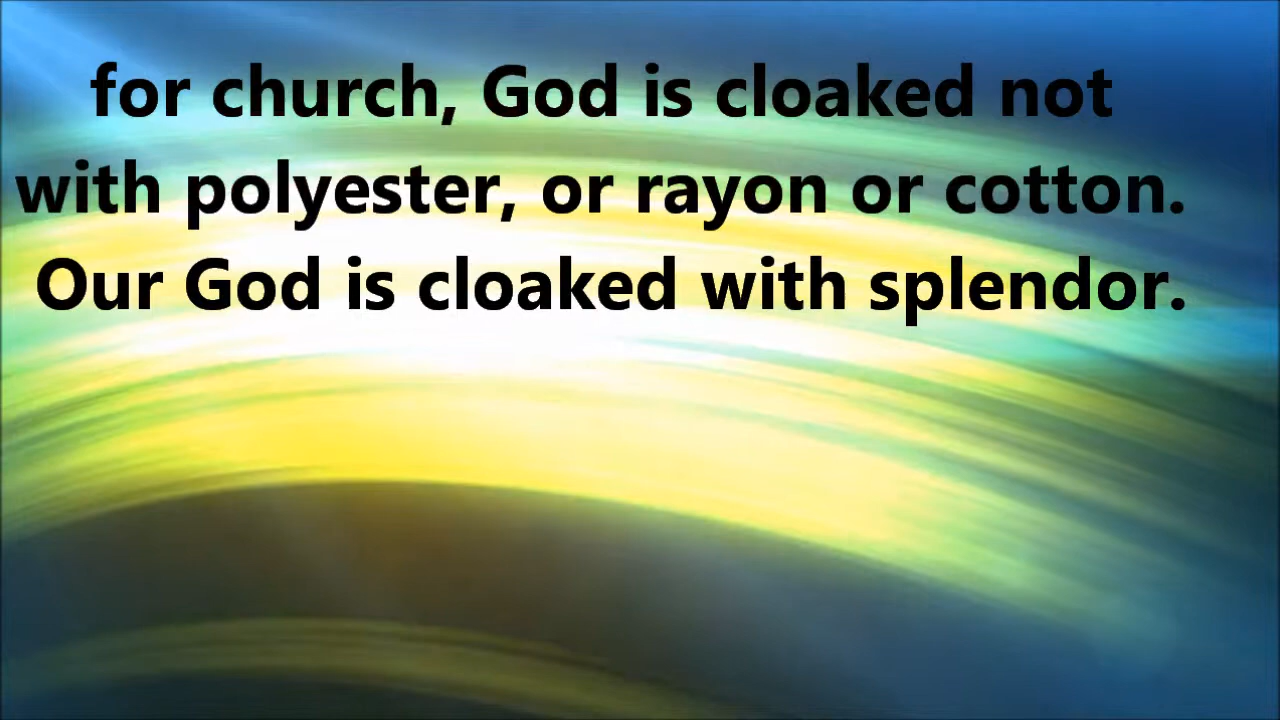 for church, God is cloaked not
with polyester, or rayon or cotton.
Our God is cloaked with splendor.